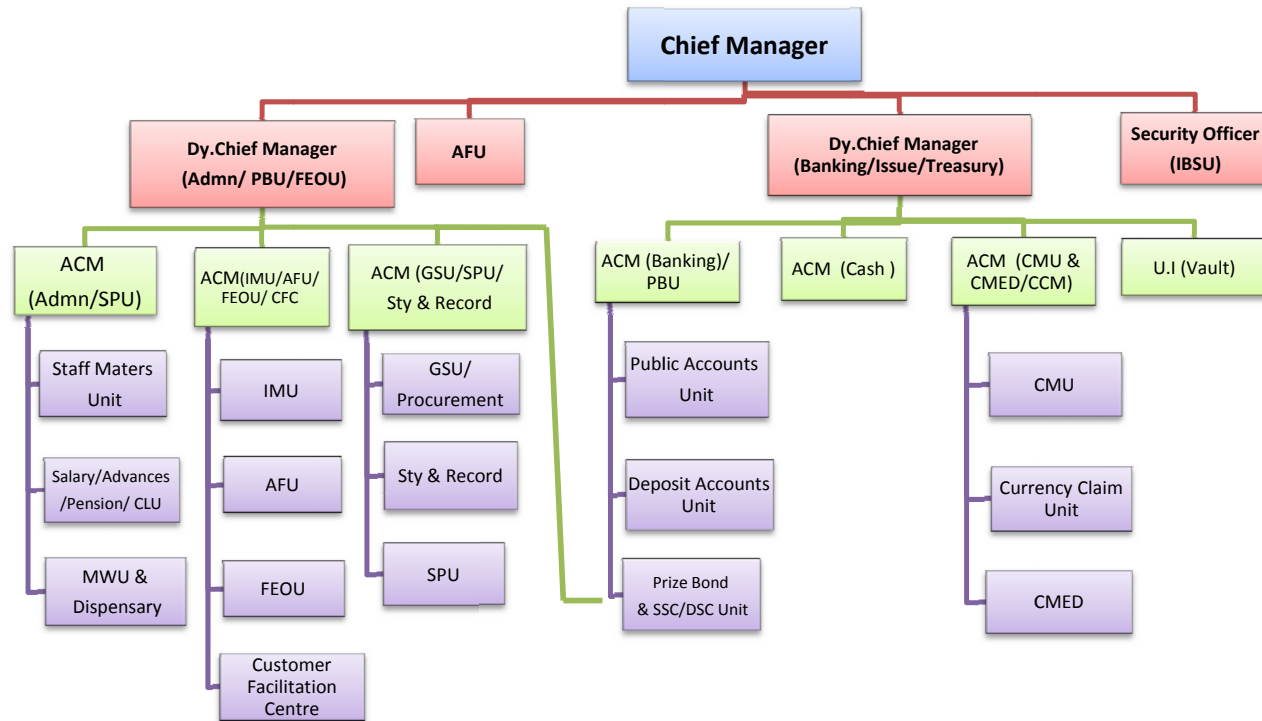 Chief Manager
Dy.Chief Manager
(Admn/ PBU/FEOU)
AFU
Dy.Chief Manager
(Banking/Issue/Treasury)
Security Officer
(IBSU)
ACM
(Admn/SPU)
ACM(IMU/AFU/
FEOU/ CFC
ACM (GSU/SPU/
Sty & Record
ACM (Banking)/
PBU
ACM (Cash )
ACM (CMU &
CMED/CCM)
U.I (Vault)
Staff Maters
Unit
Salary/Advances
/Pension/ CLU
MWU &
Dispensary
IMU
AFU
FEOU
Customer
Facilitation
Centre
GSU/
Procurement
Sty & Record
SPU
Public Accounts
Unit
Deposit Accounts
Unit
Prize Bond
& SSC/DSC Unit
CMU
Currency Claim
Unit
CMED